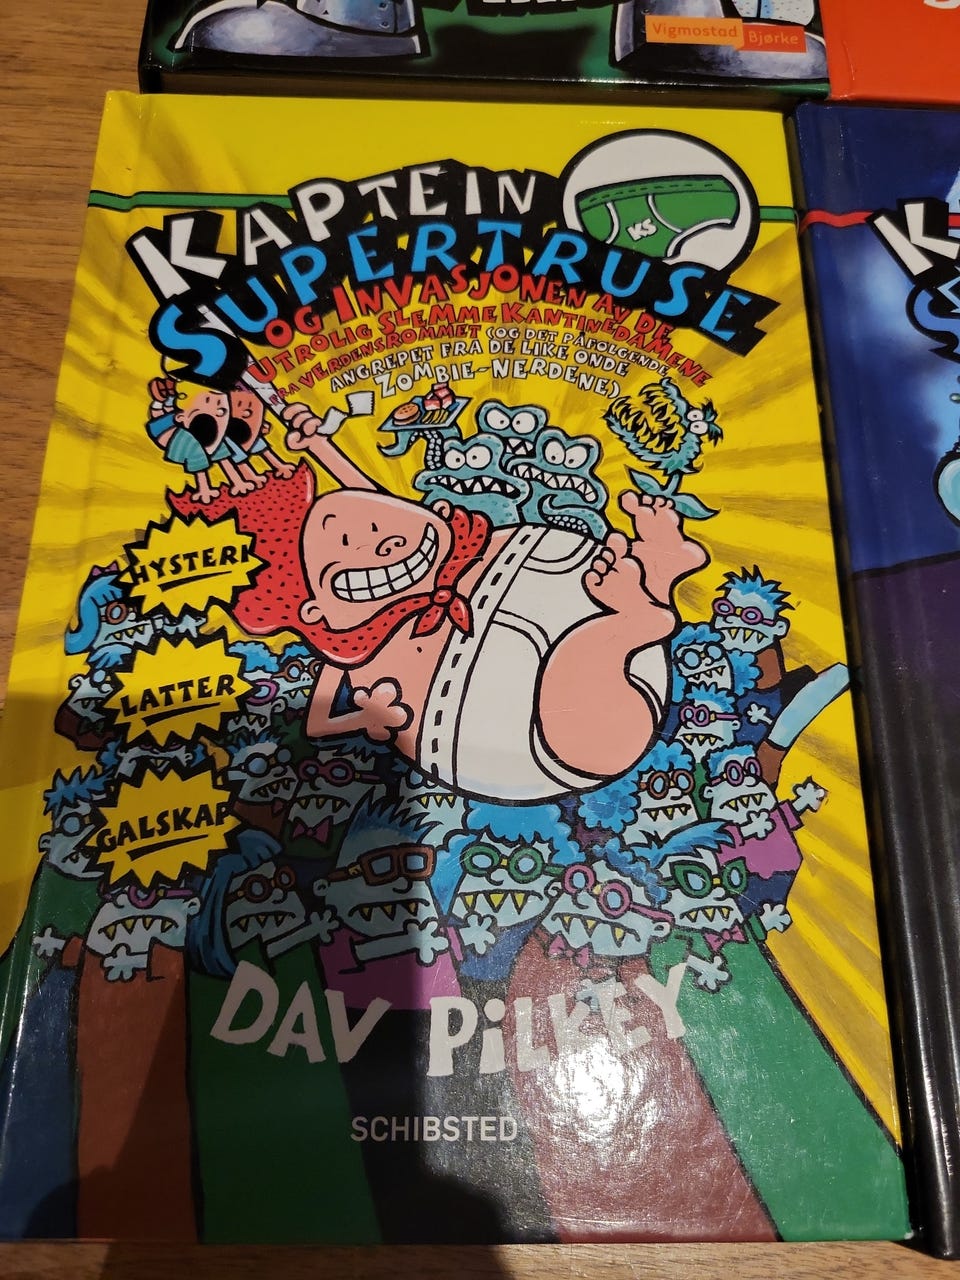 Vigmostad Bjørke
KAPTEIN
SUPERTRUSE
KS
OG INVASJONEN AV DE
UTROLIG SLEMME KANTINEDAMENE
FRA VERDENSROMMET (OG DET PÅFØLGENDE
ANGREPET FRA DE LIKE ONDE
ZOMBIE-NERDENE)
HYSTERI
LATTER
GALSKAP
DAV PILKEY
SCHIBSTED
K
S